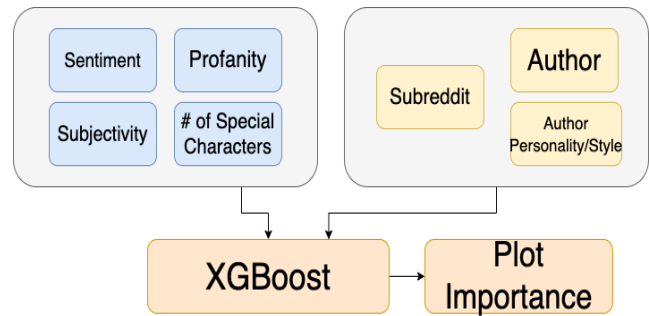 Sentiment
Profanity
Subjectivity
# of Special
Characters
Subreddit
Author
Author
Personality/Style
XGBoost
Plot
Importance